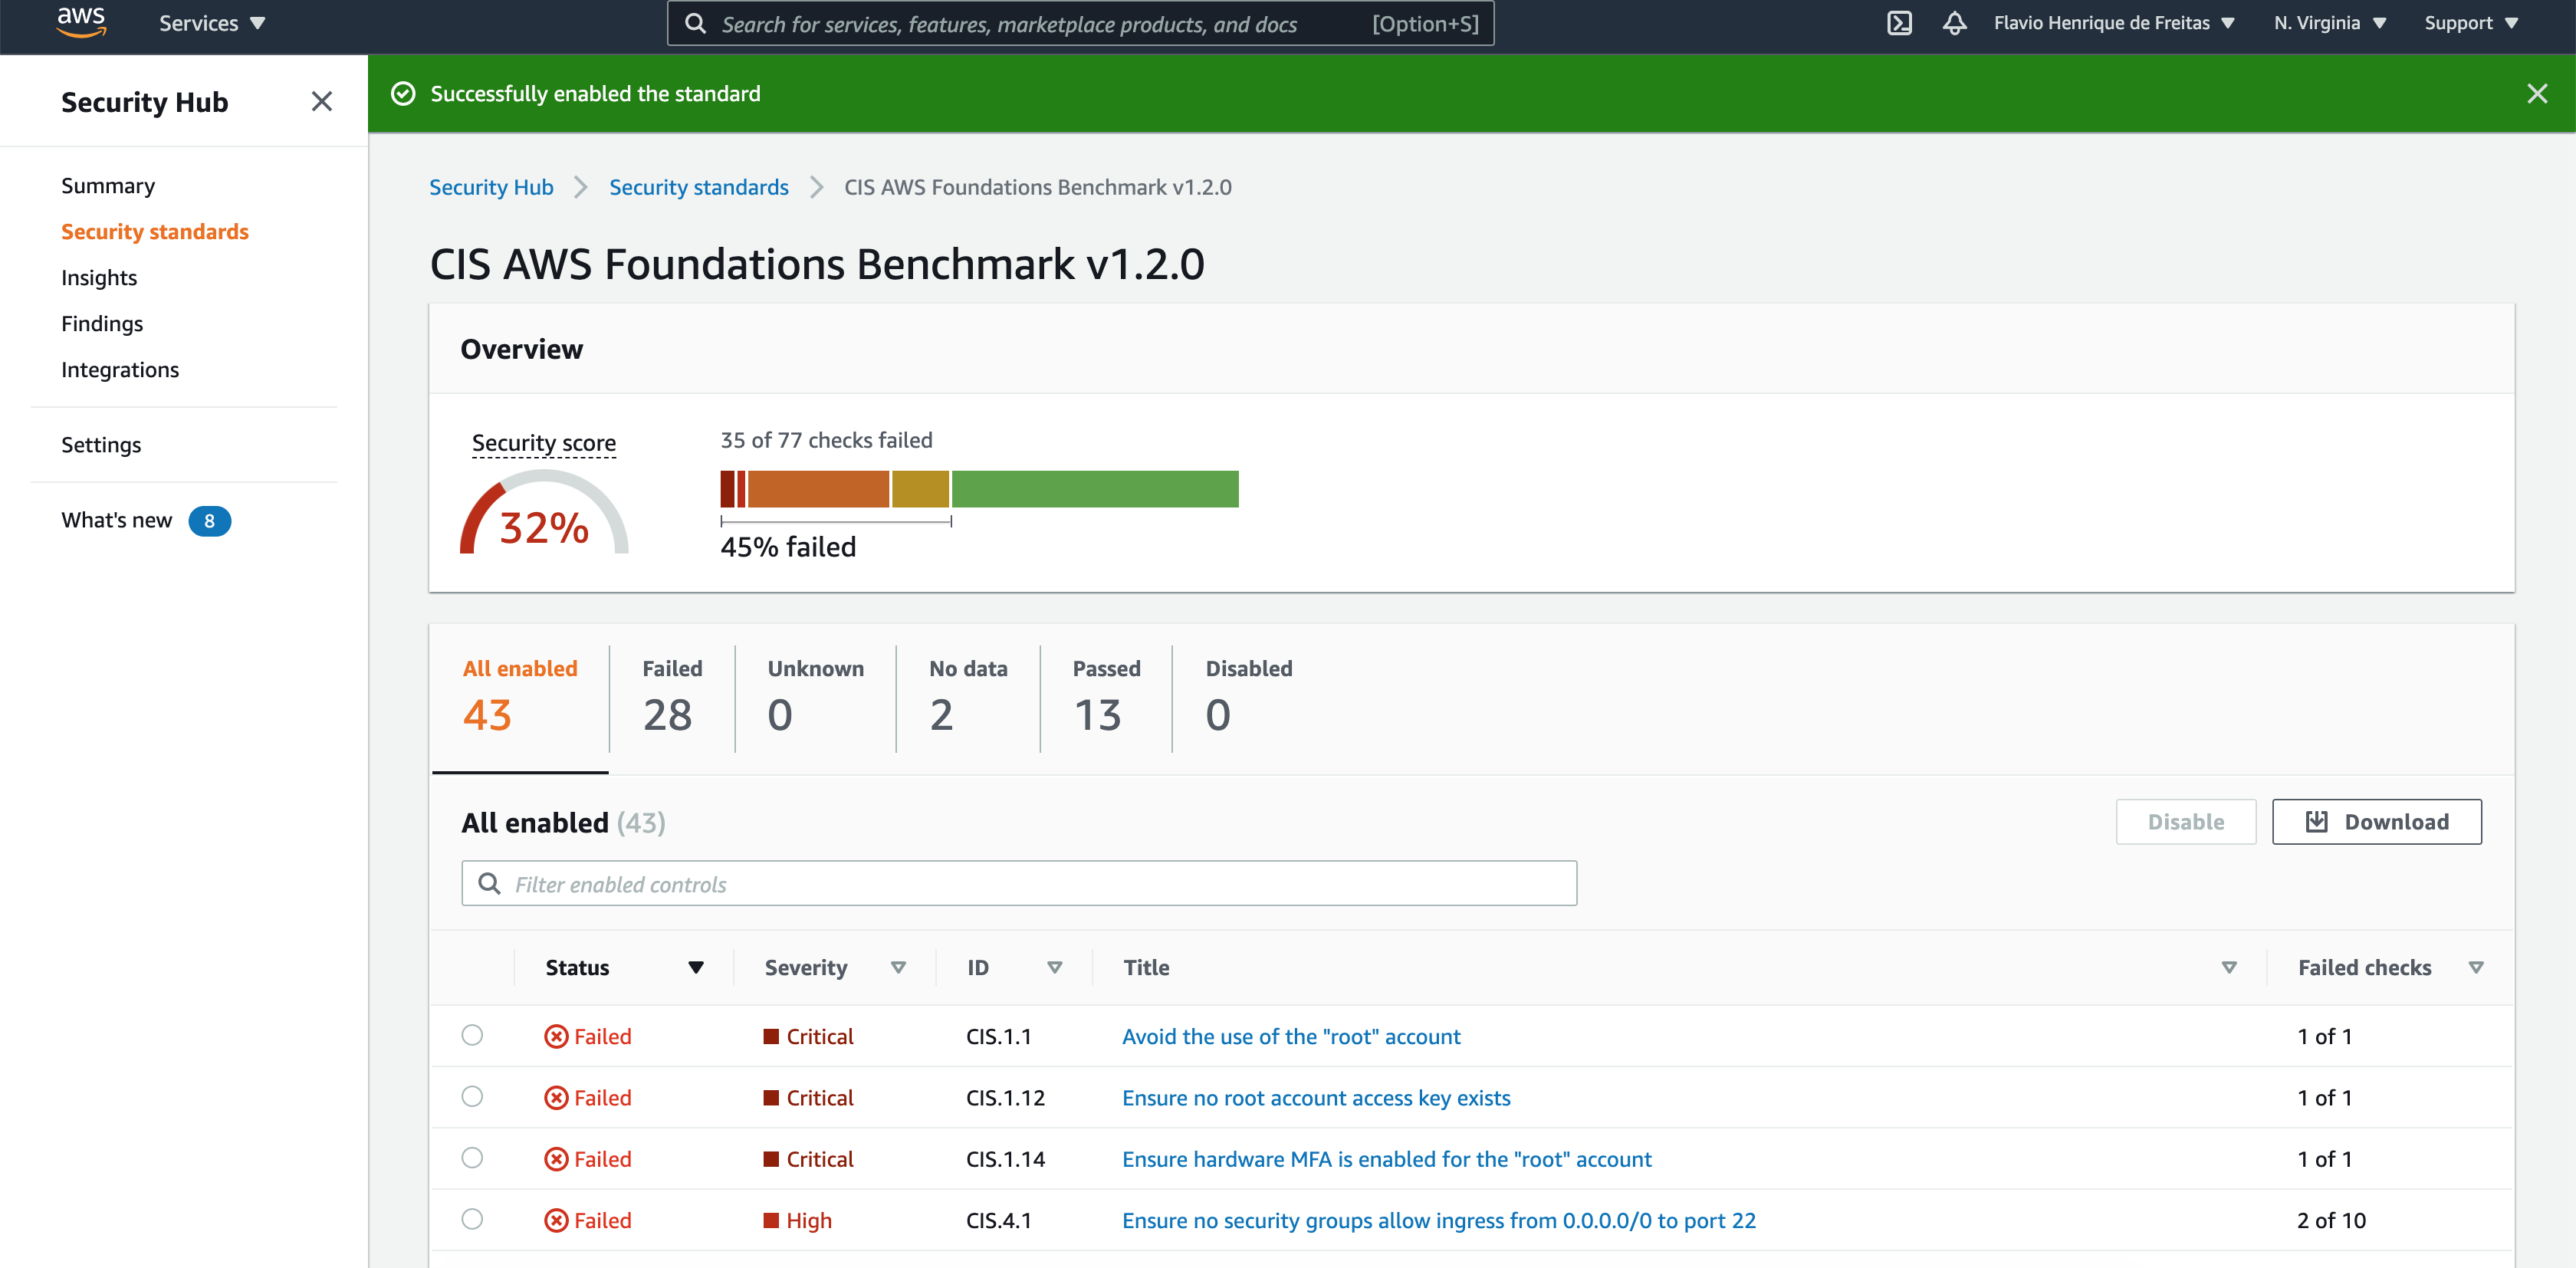 aws
Services
Search for services, features, marketplace products, and docs [Option+S]
Flavio Henrique de Freitas
N. Virginia
Support
Security Hub
Successfully enabled the standard
Summary
Security standards
Insights
Findings
Integrations
Settings
What's new 8
Security Hub Security standards CIS AWS Foundations Benchmark v1.2.0
CIS AWS Foundations Benchmark v1.2.0
Overview
Security score
32%
35 of 77 checks failed
45% failed
All enabled Failed Unknown No data Passed Disabled
43 28 0 2 13 0
All enabled (43)
Disable Download
Filter enabled controls
Status Severity ID Title Failed checks
Failed Critical CIS.1.1 Avoid the use of the "root" account 1 of 1
Failed Critical CIS.1.12 Ensure no root account access key exists 1 of 1
Failed Critical CIS.1.14 Ensure hardware MFA is enabled for the "root" account 1 of 1
Failed High CIS.4.1 Ensure no security groups allow ingress from 0.0.0.0/0 to port 22 2 of 10